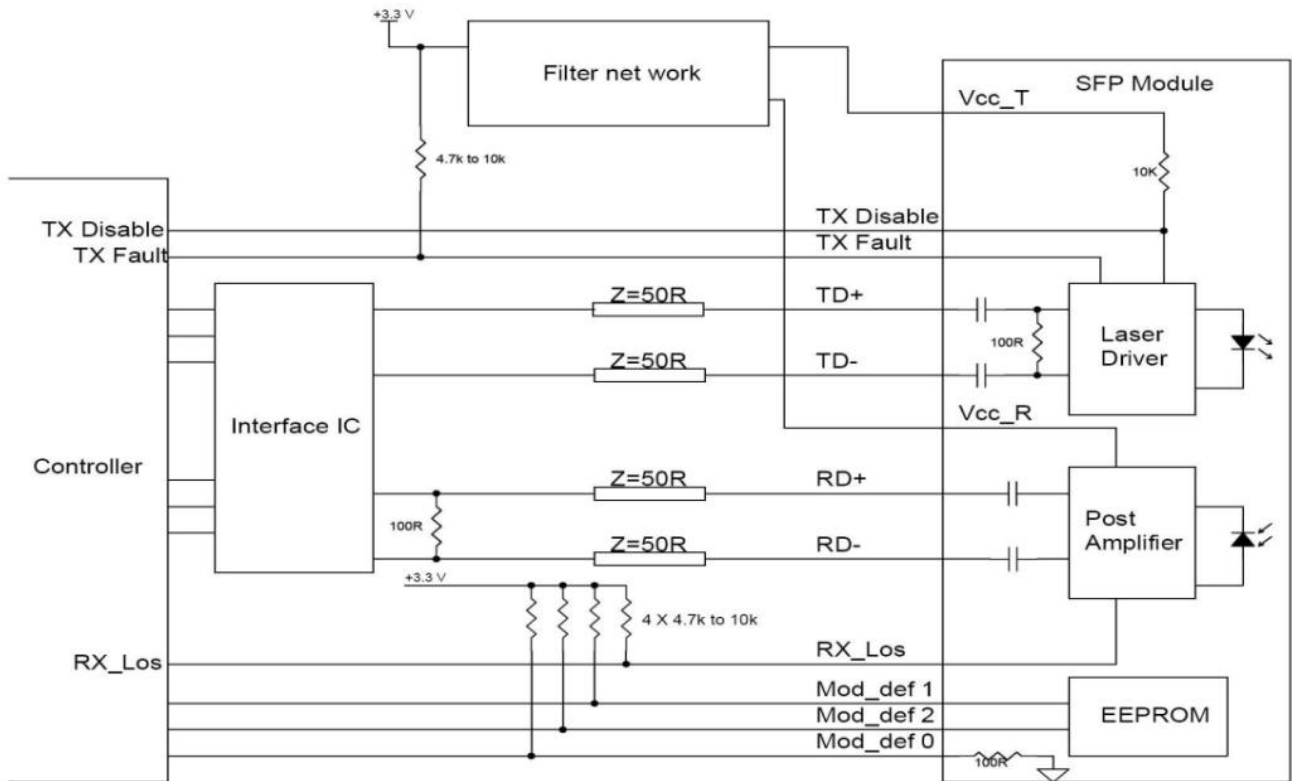 +3.3 V
Filter net work
SFP Module
Vcc_T
4.7k to 10k
10K
TX Disable
TX Disable
TX Fault
TX Fault
Z=50R
TD+
100R
Laser
Driver
Z=50R
TD-
Interface IC
Vcc_R
Controller
Z=50R
RD+
100R
Post
Amplifier
Z=50R
RD-
+3.3 V
4 X 4.7k to 10k
RX_Los
RX_Los
Mod_def 1
EEPROM
Mod_def 2
Mod_def 0
100R